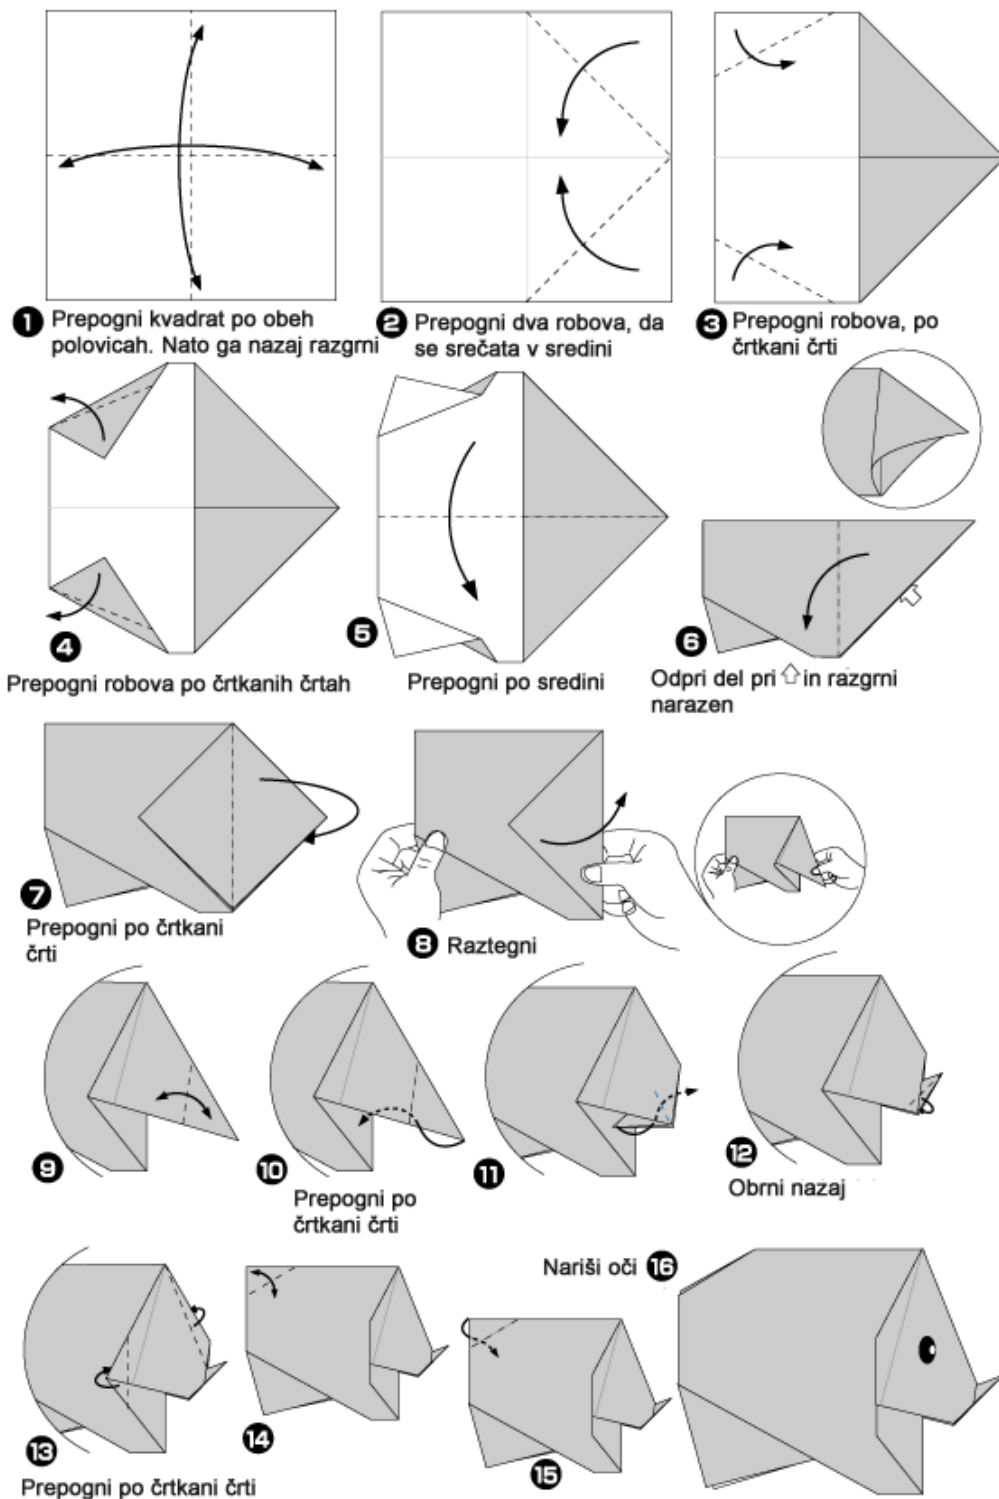 1 Prepogni kvadrat po obeh
polovicah. Nato ga nazaj razgrni
2 Prepogni dva robova, da
se srečata v sredini
3 Prepogni robova, po
črtkani črti
4
Prepogni robova po črtkanih črtah
5
Prepogni po sredini
6
Odpri del pri in razgrni
narazen
7
Prepogni po črtkani
črti
8 Raztegni
9
10
Prepogni po
črtkani črti
11
12
Obrni nazaj
13
Prepogni po črtkani črti
14
15
Nariši oči 16